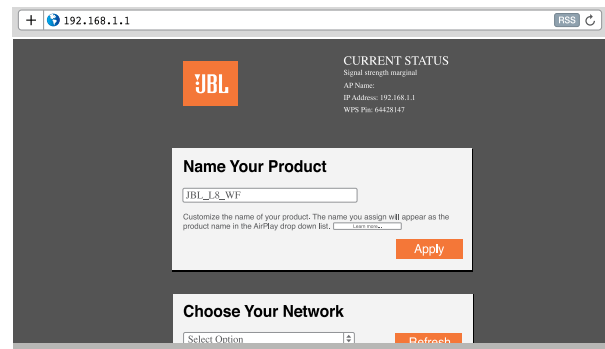 192.168.1.1
RSS
JBL
CURRENT STATUS
Signal strength marginal
AP Name:
IP Address: 192.168.1.1
WPS Pin: 64428147
Name Your Product
JBL_L8_WF
Customize the name of your product. The name you assign will appear as the
product name in the AirPlay drop down list. Learn more...
Apply
Choose Your Network
Select Option
Refresh